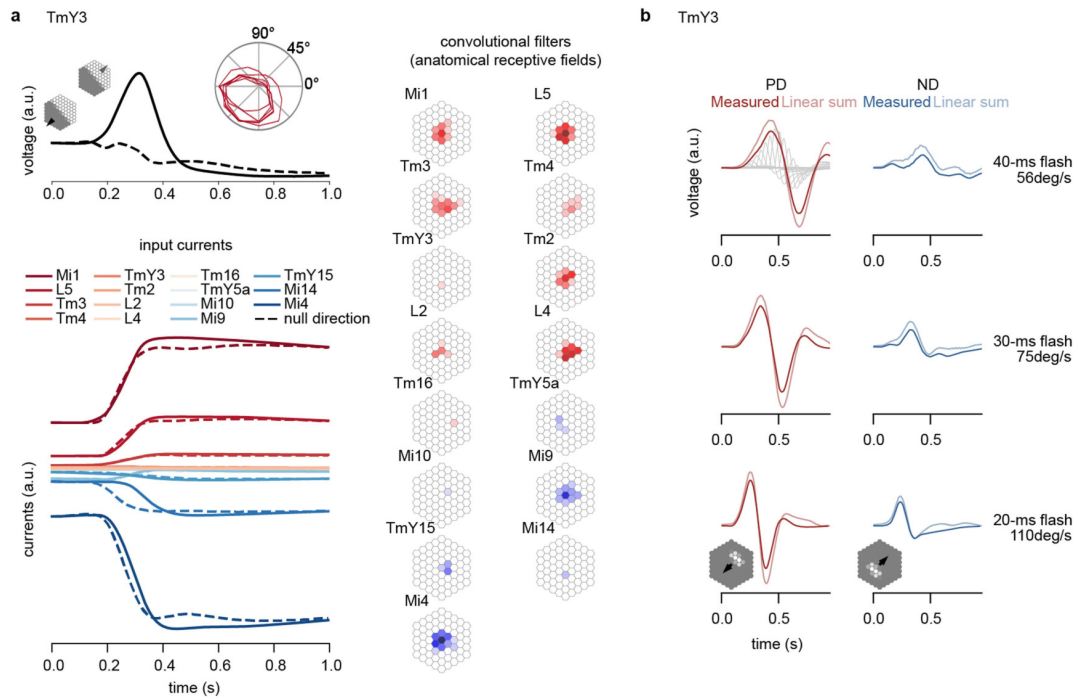 a TmY3
90°
45°
0°
voltage (a.u.)
0.0 0.2 0.4 0.6 0.8 1.0
input currents
Mi1 TmY3 Tm16 TmY15
L5 Tm2 TmY5a Mi14
Tm3 L2 Mi10 Mi4
Tm4 L4 Mi9 null direction
currents (a.u.)
0.0 0.2 0.4 0.6 0.8 1.0
time (s)
convolutional filters
(anatomical receptive fields)
Mi1 L5
Tm3 Tm4
TmY3 Tm2
L2 L4
Tm16 TmY5a
Mi10 Mi9
TmY15 Mi14
Mi4
b TmY3
PD ND
Measured Linear sum Measured Linear sum
voltage (a.u.)
40-ms flash
56deg/s
0.0 0.5 0.0 0.5
30-ms flash
75deg/s
0.0 0.5 0.0 0.5
20-ms flash
110deg/s
0.0 0.5 0.0 0.5
time (s)